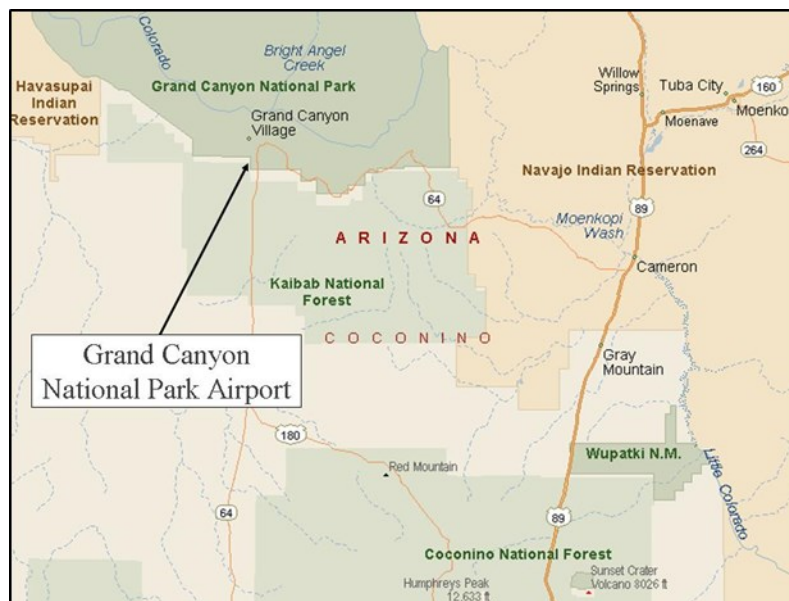 Colorado
Bright Angel
Creek
Grand Canyon National Park
Havasupai
Indian
Reservation
Grand Canyon
Village
Willow
Springs
Tuba City
160
Moenave
Moenko
264
Navajo Indian Reservation
64
89
Moenkopi
Wash
ARIZONA
Cameron
Kaibab National
Forest
COCONINO
Grand Canyon
National Park Airport
Gray
Mountain
180
Red Mountain
Wupatki N.M.
Little Colorado
64
89
Coconino National Forest
Humphreys Peak
12,633 ft
Sunset Crater
Volcano 8026 ft